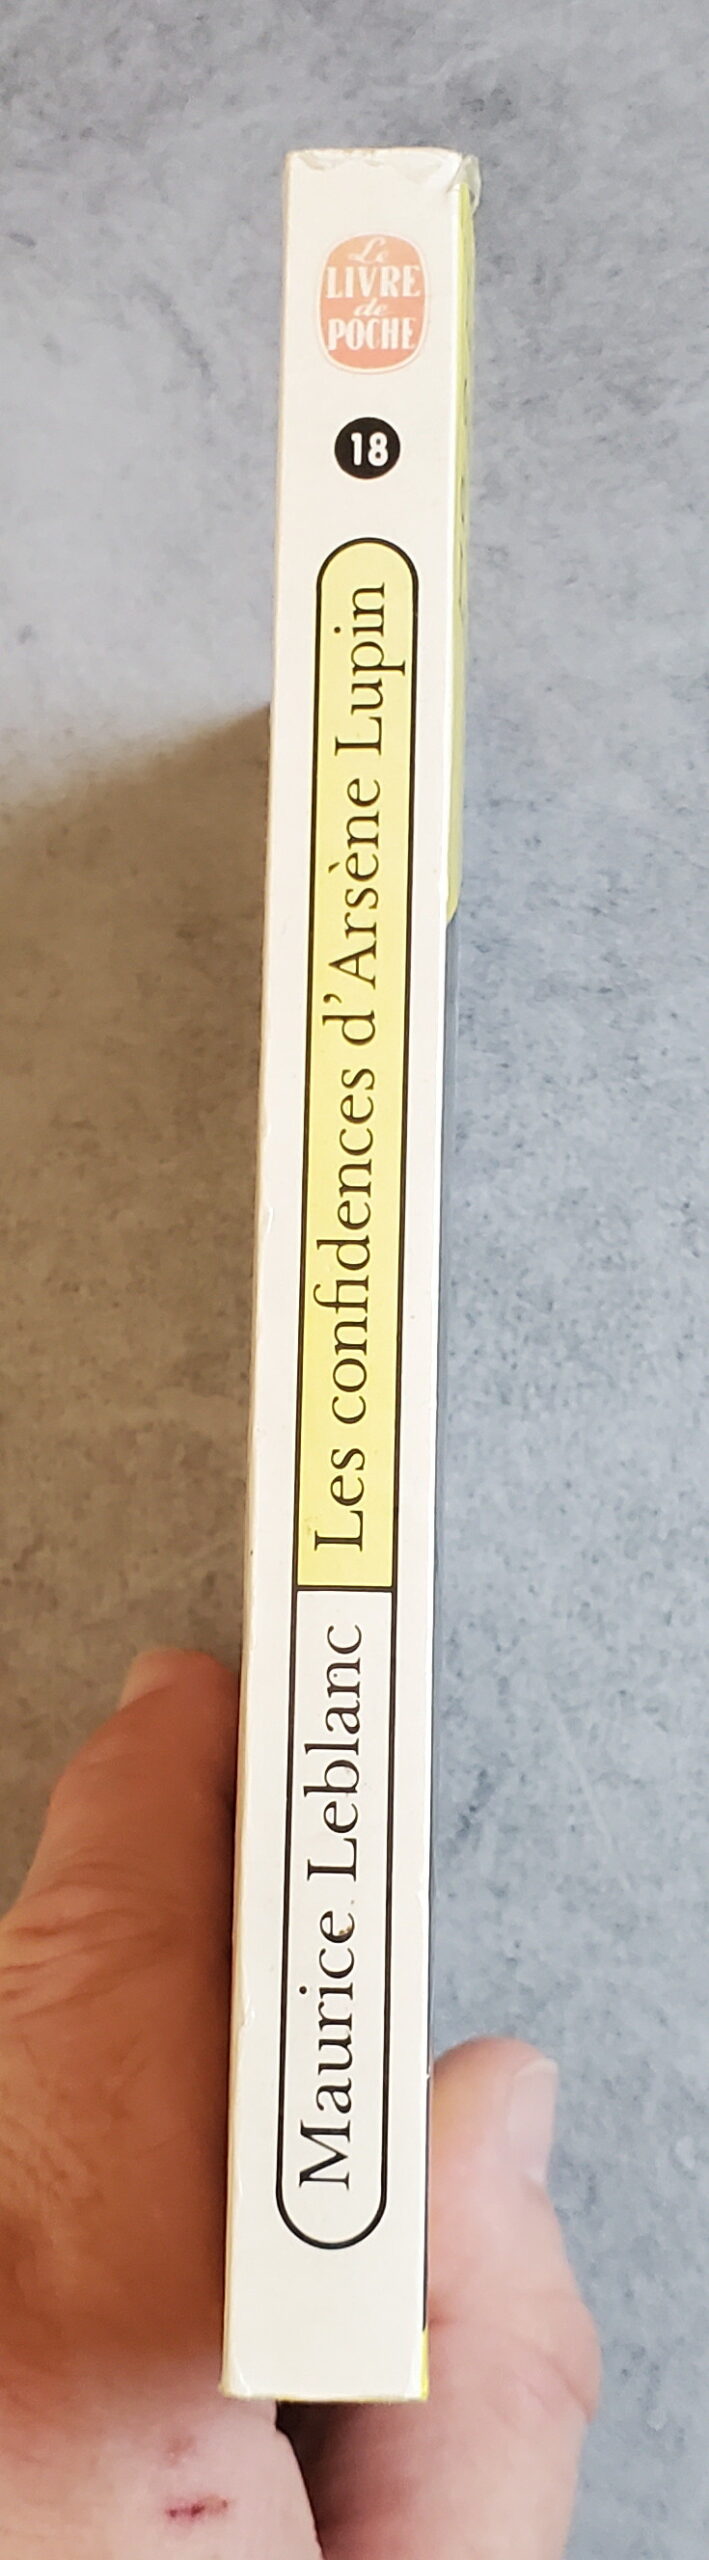 Le
LIVRE
de
POCHE
18
Maurice Leblanc
Les confidences d'Arsène Lupin